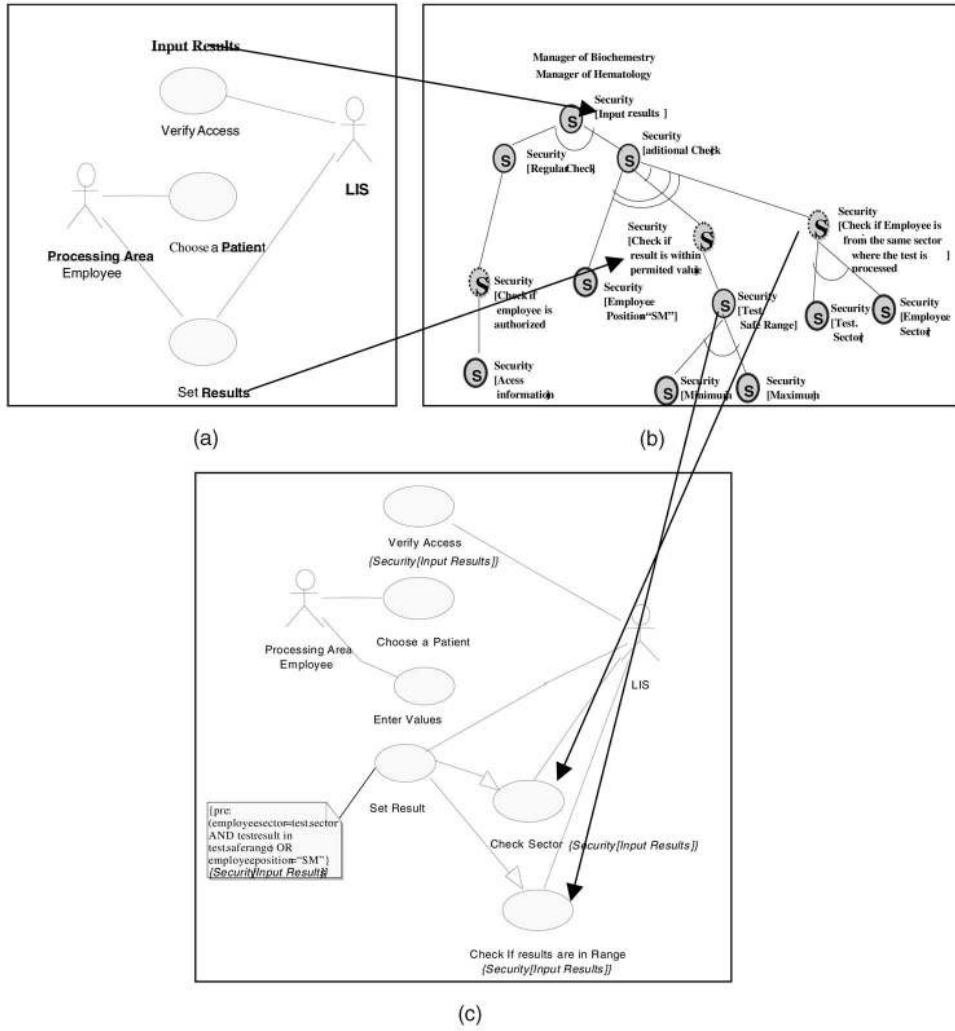 Input Results
Verify Access
LIS
Choose a Patient
Processing Area
Employee
Set Results
(a)
Manager of Biochemestry
Manager of Hematology
S
Security
[Input results ]
S
Security
[Regular Check]
S
Security
[aditional Check]
S
Security
[Check if
employee is
authorized
S
Security
[Employee
Position="SM"]
Security
[Check if
result is within
permited value]
S
S
Security
[Check if Employee is
from the same sector
where the test is ]
processed
S
Security
[Acess
information]
S
Security
[Test.
Safe Range]
S
Security
[Test.
Sector]
S
Security
[Employee
Sector]
S
Security
[Minimum]
S
Security
[Maximum]
(b)
Verify Access
{Security[Input Results]}
Choose a Patient
Processing Area
Employee
LIS
Enter Values
Set Result
[pre:
(employeesector=test.sector
AND testresult in
test.saferange) OR
employeeposition="SM"}
{Security[Input Results]}
Check Sector {Security[Input Results]}
Check If results are in Range
{Security[Input Results]}
(c)